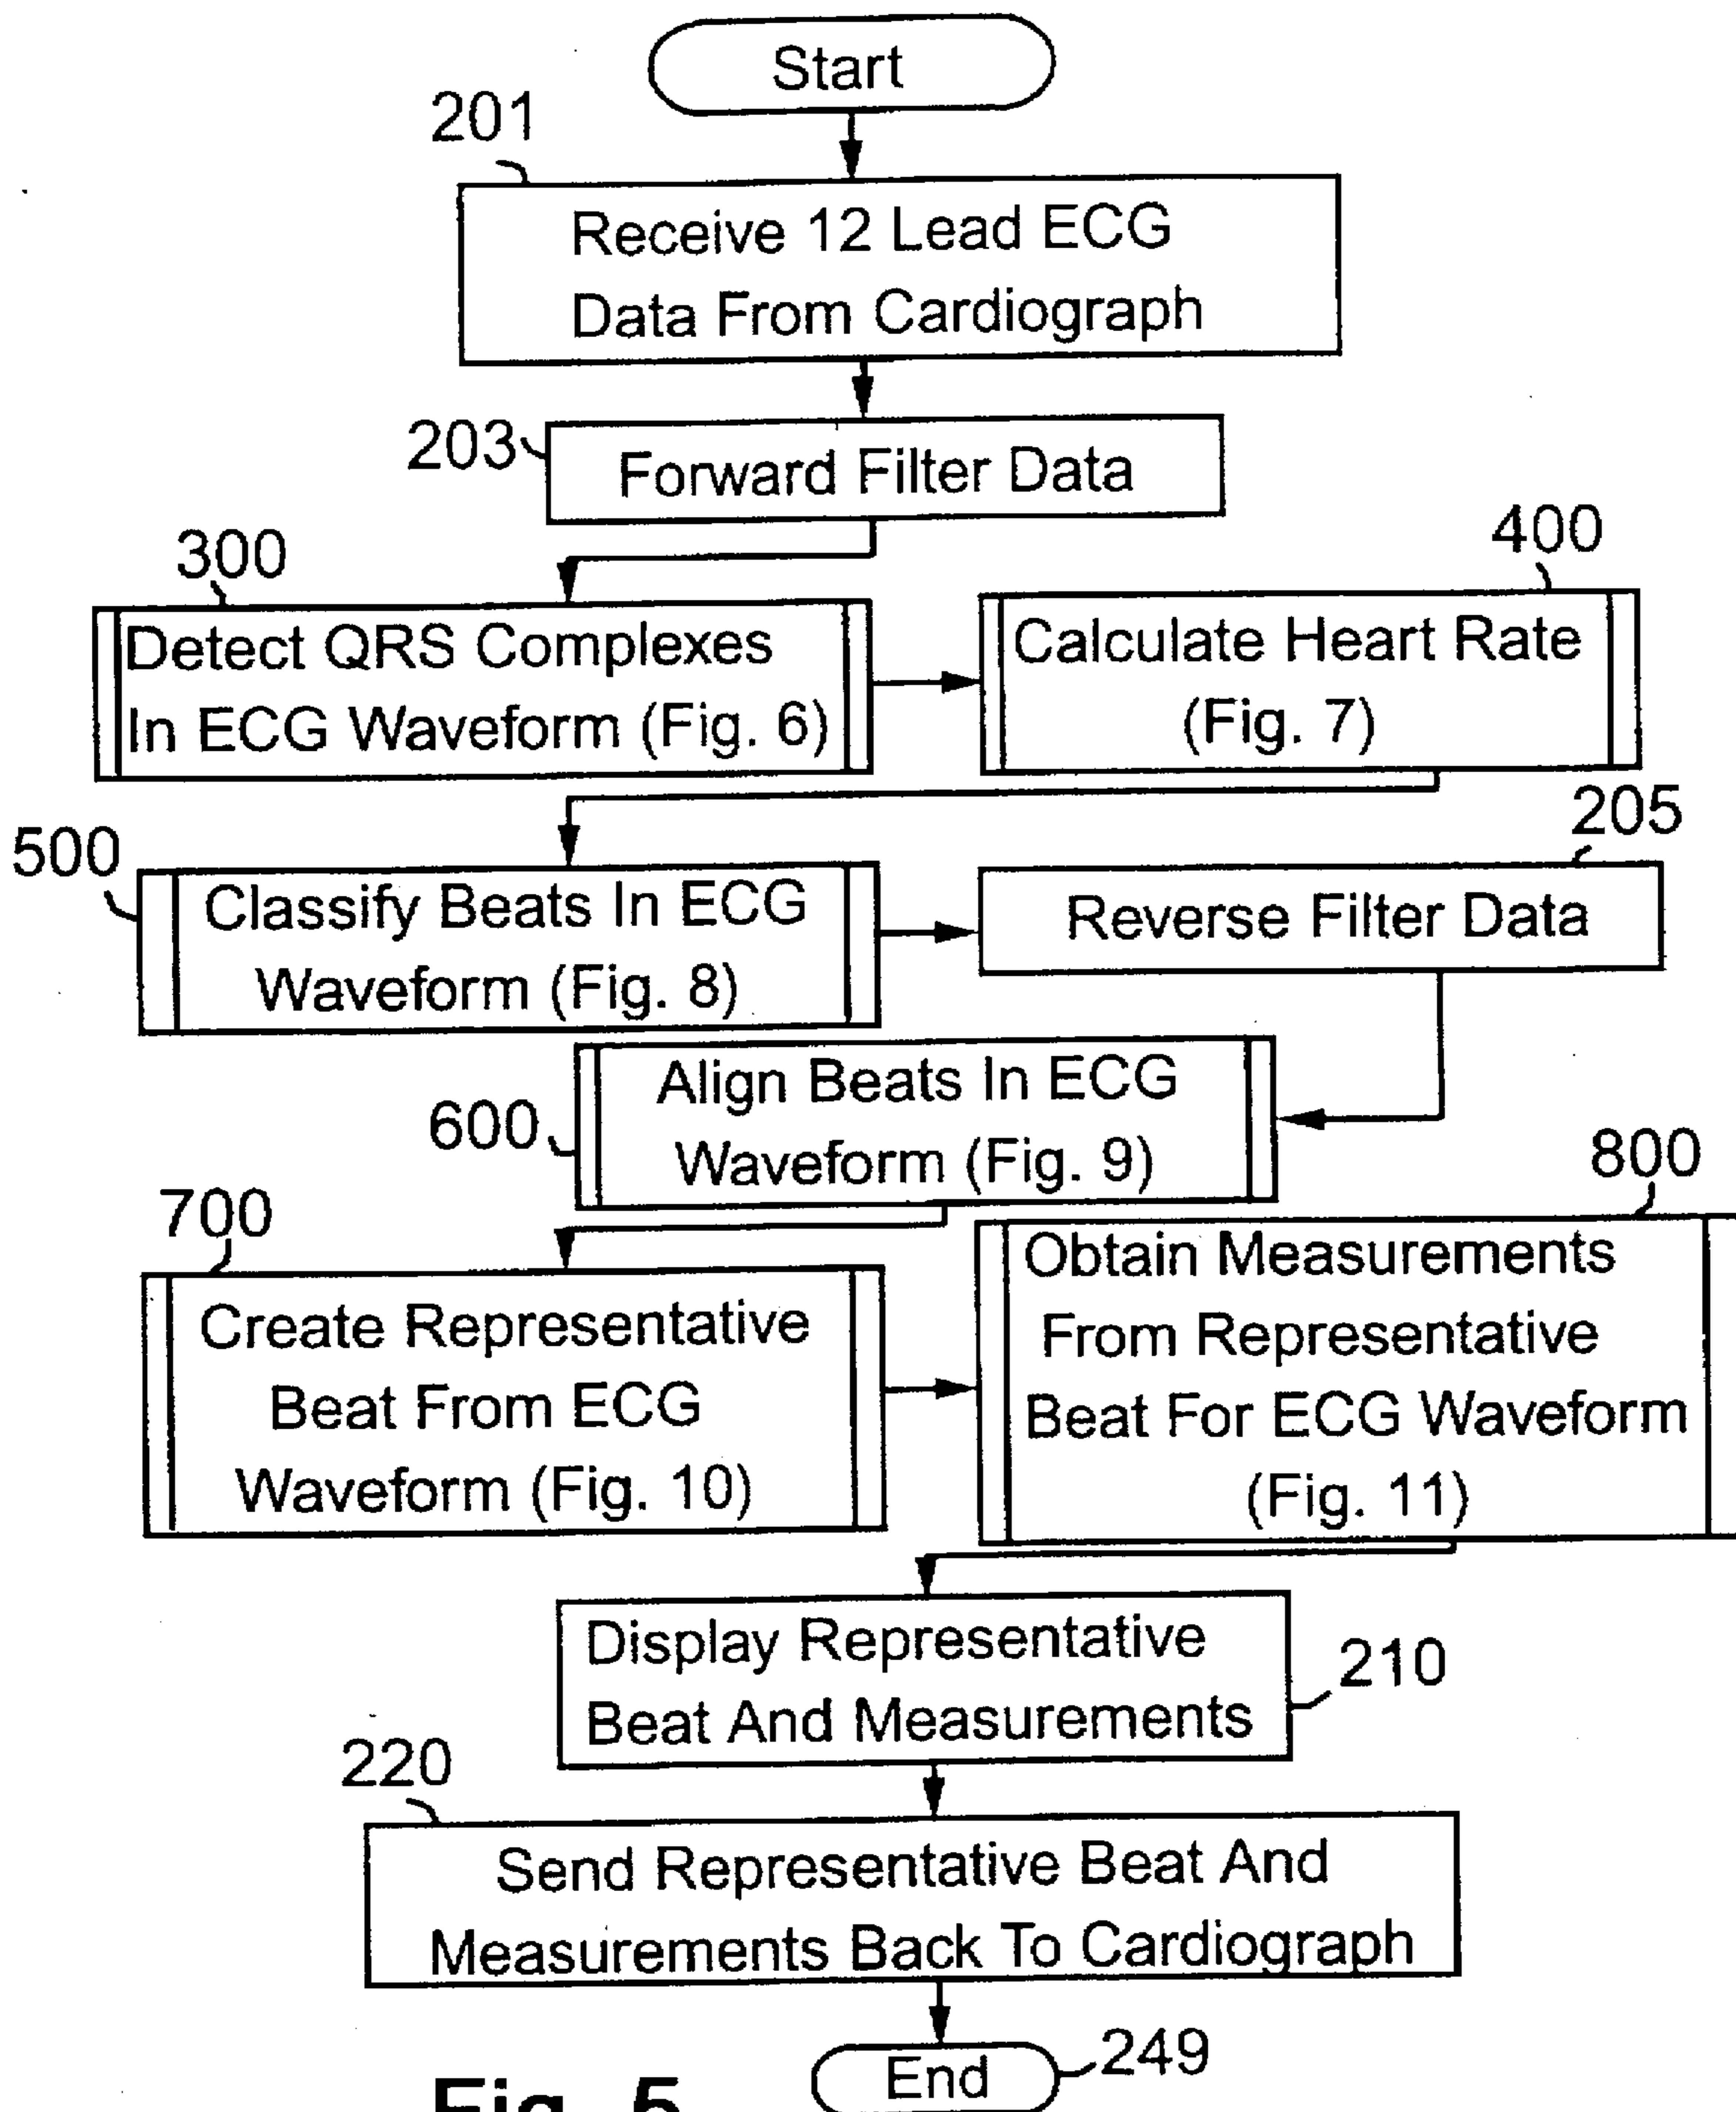 Start
201
Receive 12 Lead ECG
Data From Cardiograph
203
Forward Filter Data
300
400
Detect QRS Complexes
In ECG Waveform (Fig. 6)
Calculate Heart Rate
(Fig. 7)
500
205
Classify Beats In ECG
Waveform (Fig. 8)
Reverse Filter Data
600
Align Beats In ECG
Waveform (Fig. 9)
700
800
Create Representative
Beat From ECG
Waveform (Fig. 10)
Obtain Measurements
From Representative
Beat For ECG Waveform
(Fig. 11)
Display Representative
Beat And Measurements
210
220
Send Representative Beat And
Measurements Back To Cardiograph
End
249
Fig. 5